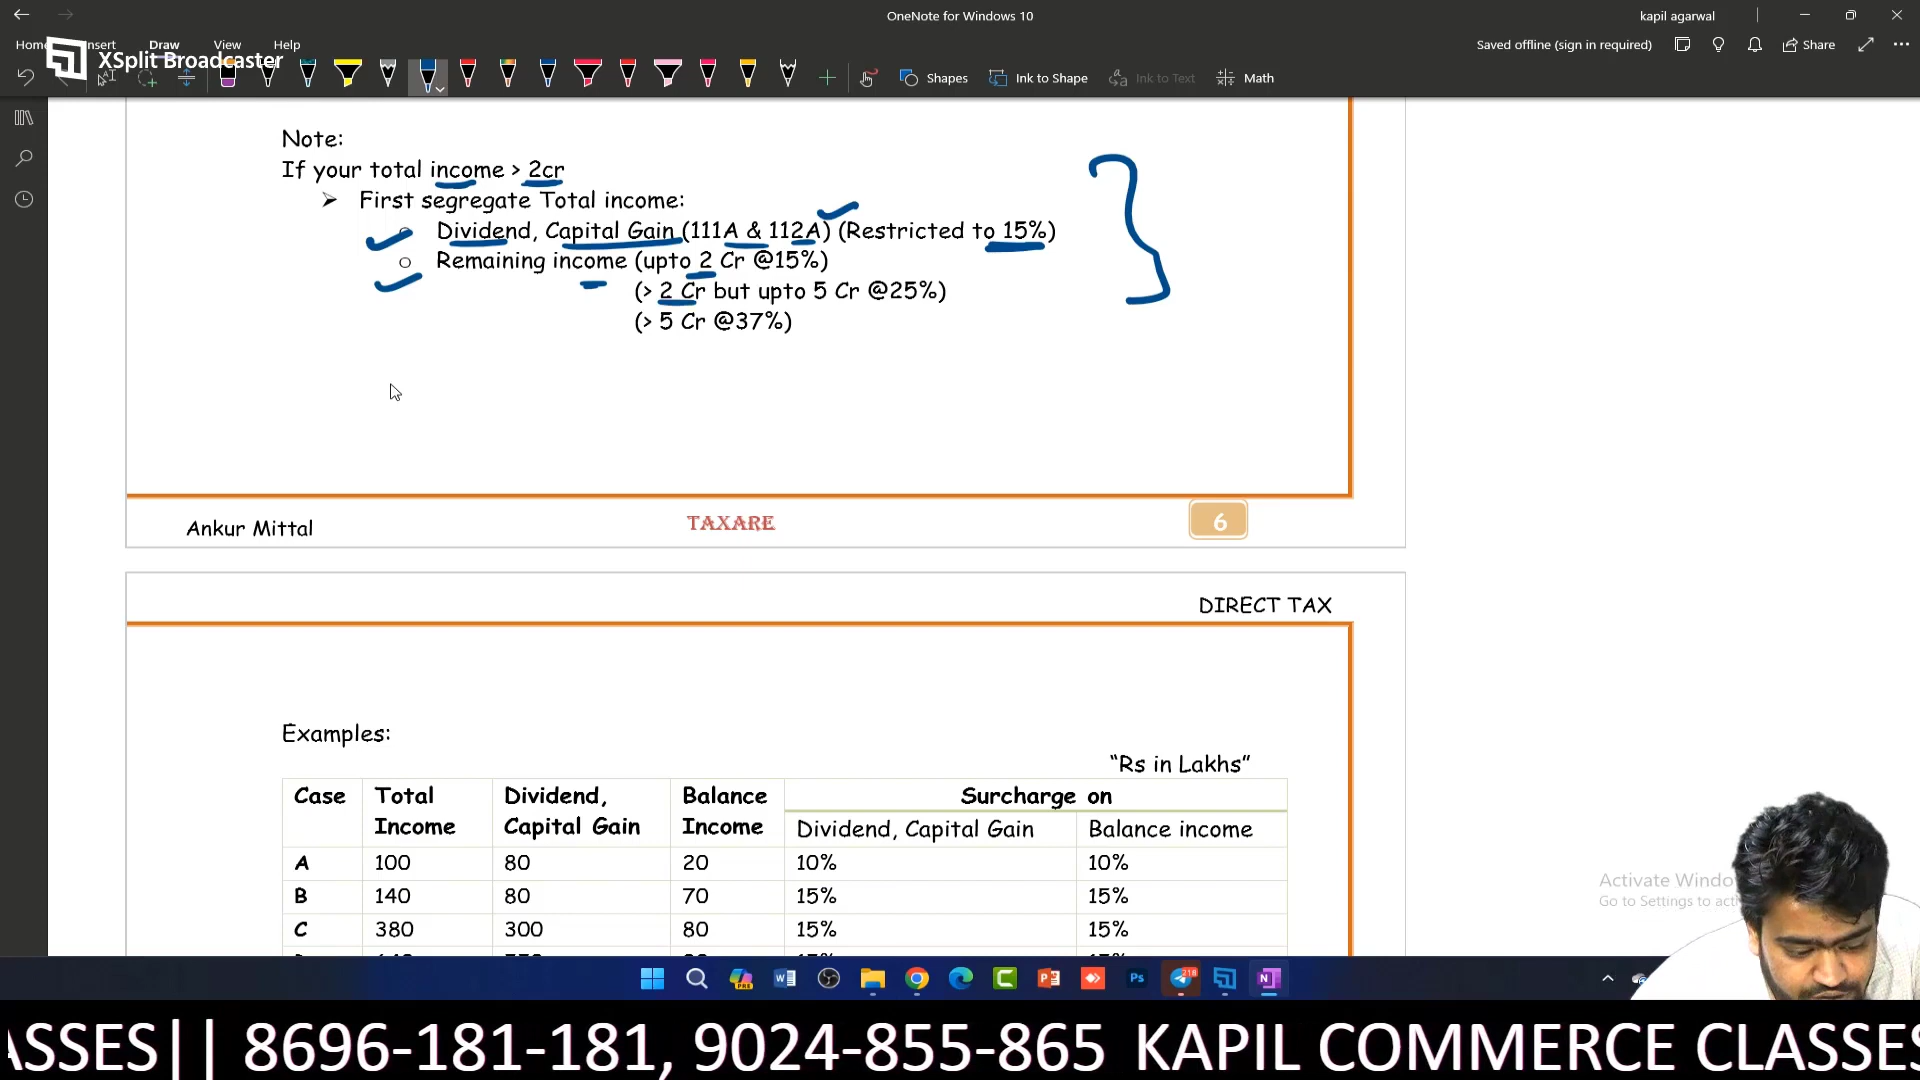 OneNote for Windows 10
kapil agarwal
Home Insert Draw View Help
XSplit Broadcaster
Saved offline (sign in required)
Share
Shapes
Ink to Shape
Ink to Text
Math
Note:
If your total income > 2cr
➢ First segregate Total income:
o Dividend, Capital Gain (111A & 112A) (Restricted to 15%)
o Remaining income (upto 2 Cr @15%)
(> 2 Cr but upto 5 Cr @25%)
(> 5 Cr @37%)
Ankur Mittal
TAXARE
6
DIRECT TAX
Examples:
“Rs in Lakhs”
Case Total Income Dividend, Capital Gain Balance Income Surcharge on
Dividend, Capital Gain Balance income
A 100 80 20 10% 10%
B 140 80 70 15% 15%
C 380 300 80 15% 15%
Activate Windo
Go to Settings to acti
218
ASSES|| 8696-181-181, 9024-855-865 KAPIL COMMERCE CLASSES